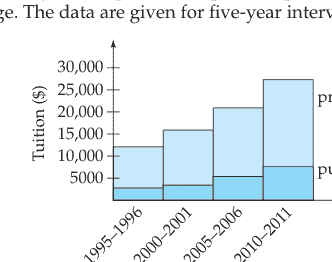 ge. The data are given for five-year interv
30,000
25,000
20,000
15,000
10,000
5000
Tuition ($)
pr
pu
1995–1996
2000–2001
2005–2006
2010–2011